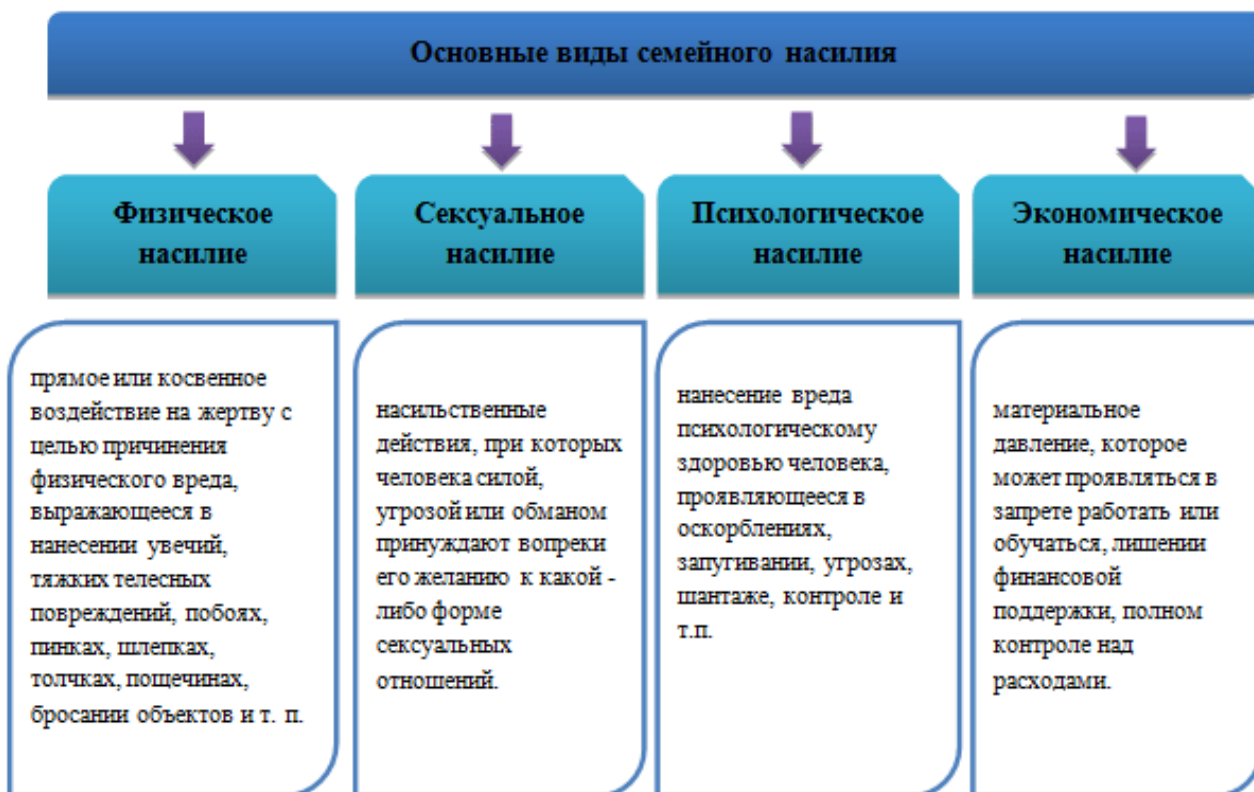 Основные виды семейного насилия
Физическое
насилие
Сексуальное
насилие
Психологическое
насилие
Экономическое
насилие
прямое или косвенное
воздействие на жертву с
целью причинения
физического вреда,
выражающееся в
нанесении увечий,
тяжких телесных
повреждений, побоях,
пинках, шлепках,
толчках, пощечинах,
бросании объектов и т. п.
насильственные
действия, при которых
человека силой,
угрозой или обманом
принуждают вопреки
его желанию к какой -
либо форме
сексуальных
отношений.
нанесение вреда
психологическому
здоровью человека,
проявляющееся в
оскорблениях,
запугивании, угрозах,
шантаже, контроле и
т.п.
материальное
давление, которое
может проявляться в
запрете работать или
обучаться, лишении
финансовой
поддержки, полном
контроле над
расходами.